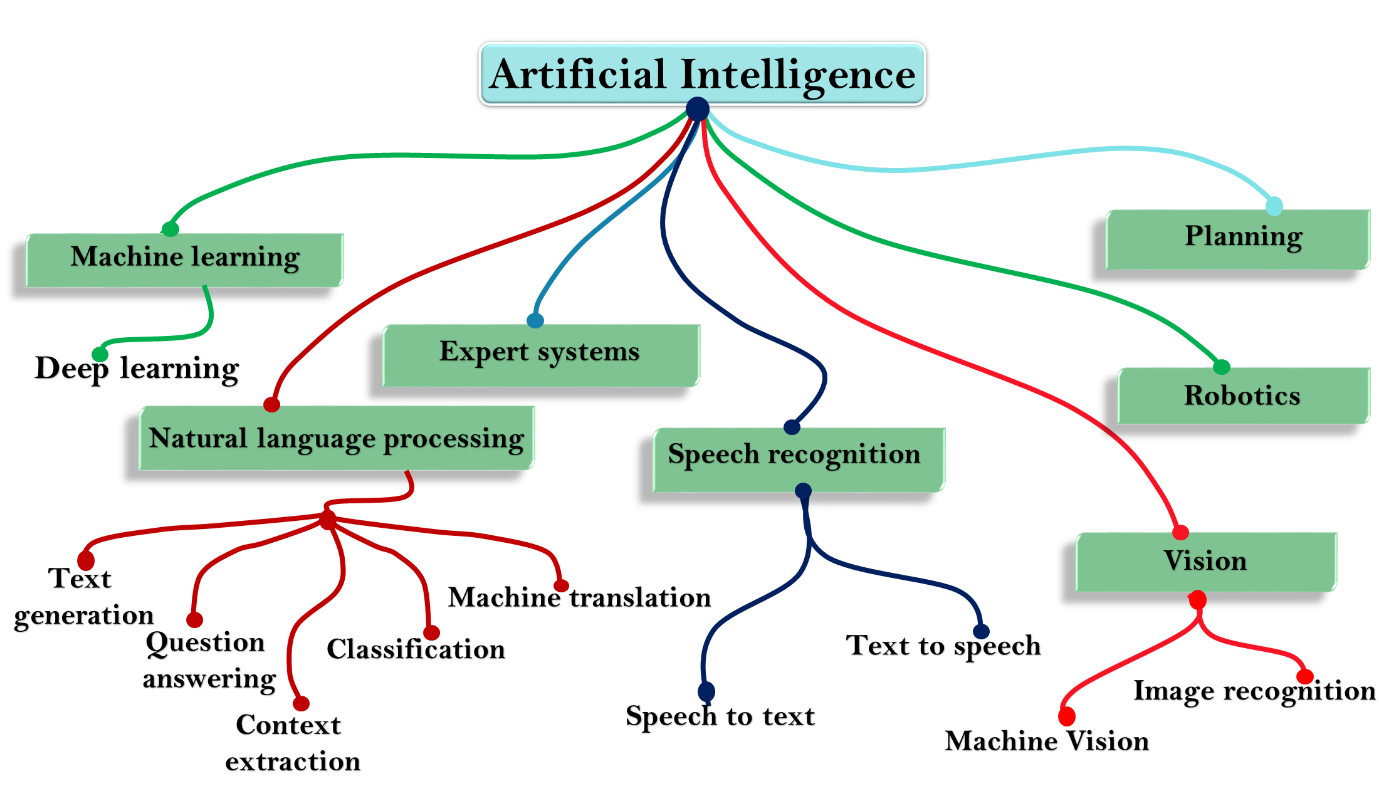 Artificial Intelligence
Planning
Machine learning
Expert systems
Deep learning
Robotics
Natural language processing
Speech recognition
Vision
Text
generation
Machine translation
Question
answering
Classification
Text to speech
Image recognition
Context
extraction
Speech to text
Machine Vision